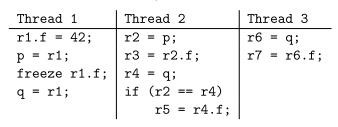 Thread 1 Thread 2 Thread 3
r1.f = 42; r2 = p; r6 = q;
p = r1; r3 = r2.f; r7 = r6.f;
freeze r1.f; r4 = q;
q = r1; if (r2 == r4)
r5 = r4.f;